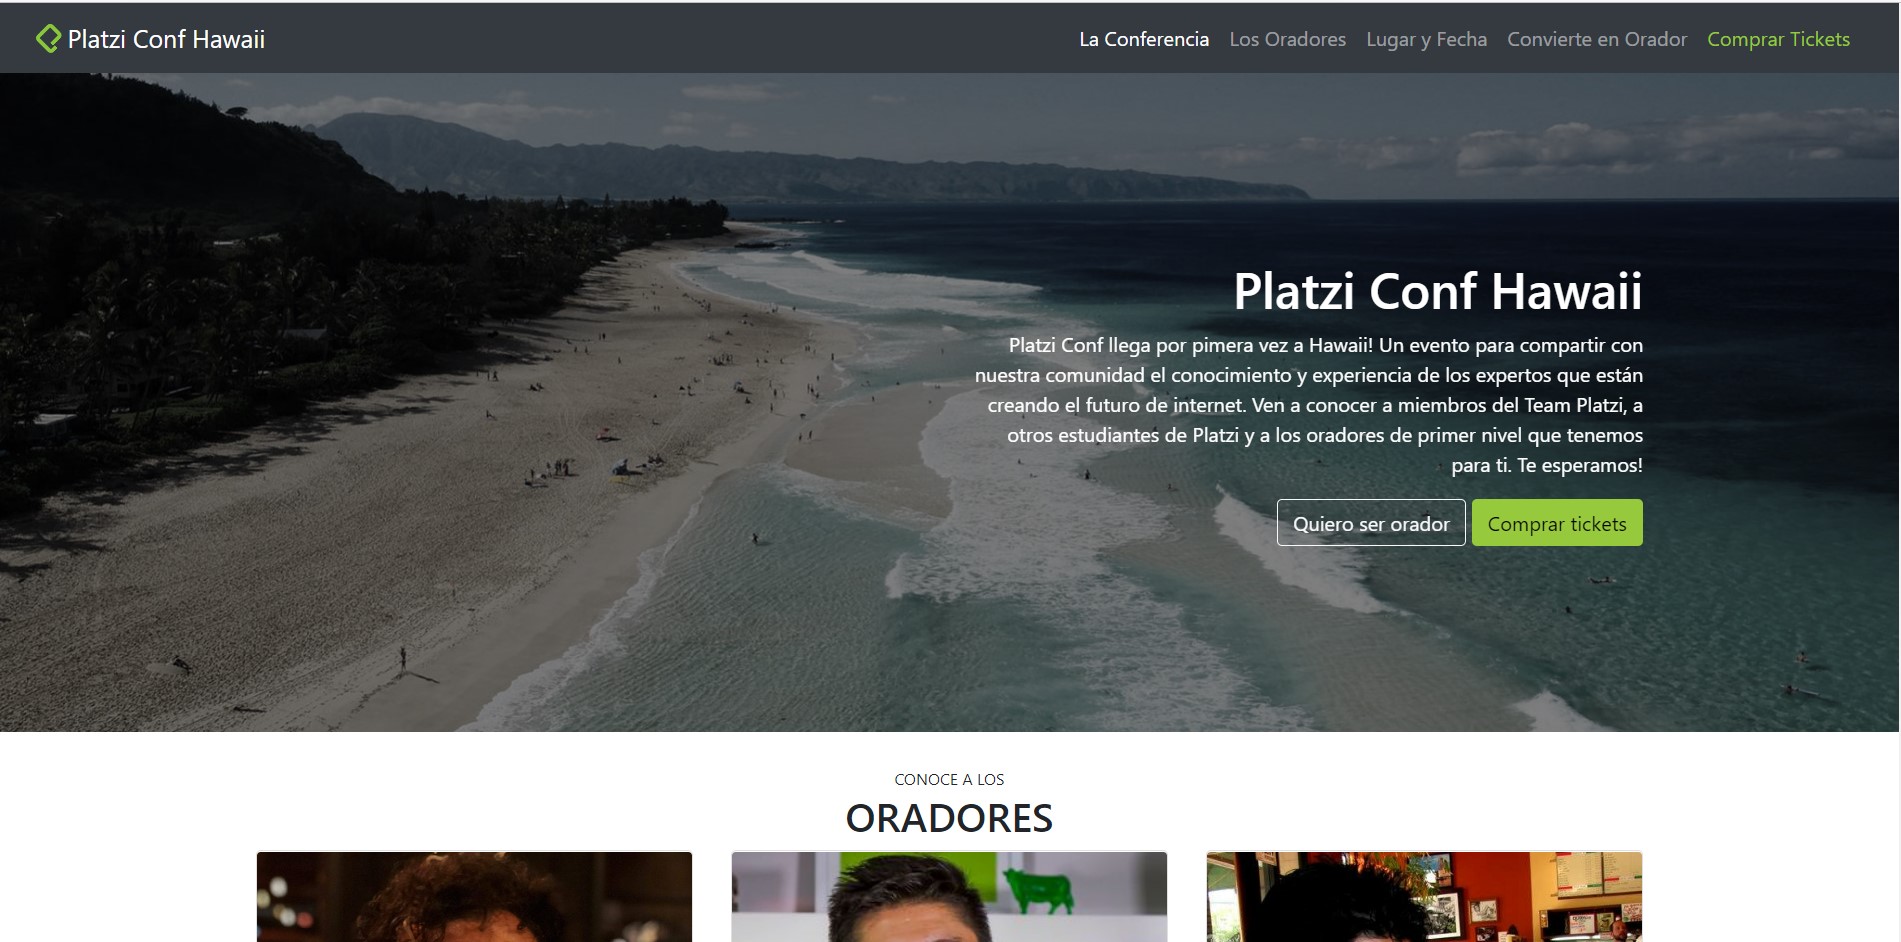 Platzi Conf Hawaii
La Conferencia Los Oradores Lugar y Fecha Convierte en Orador Comprar Tickets
Platzi Conf Hawaii
Platzi Conf llega por pimera vez a Hawaii! Un evento para compartir con
nuestra comunidad el conocimiento y experiencia de los expertos que están
creando el futuro de internet. Ven a conocer a miembros del Team Platzi, a
otros estudiantes de Platzi y a los oradores de primer nivel que tenemos
para ti. Te esperamos!
Quiero ser orador Comprar tickets
CONOCE A LOS
ORADORES